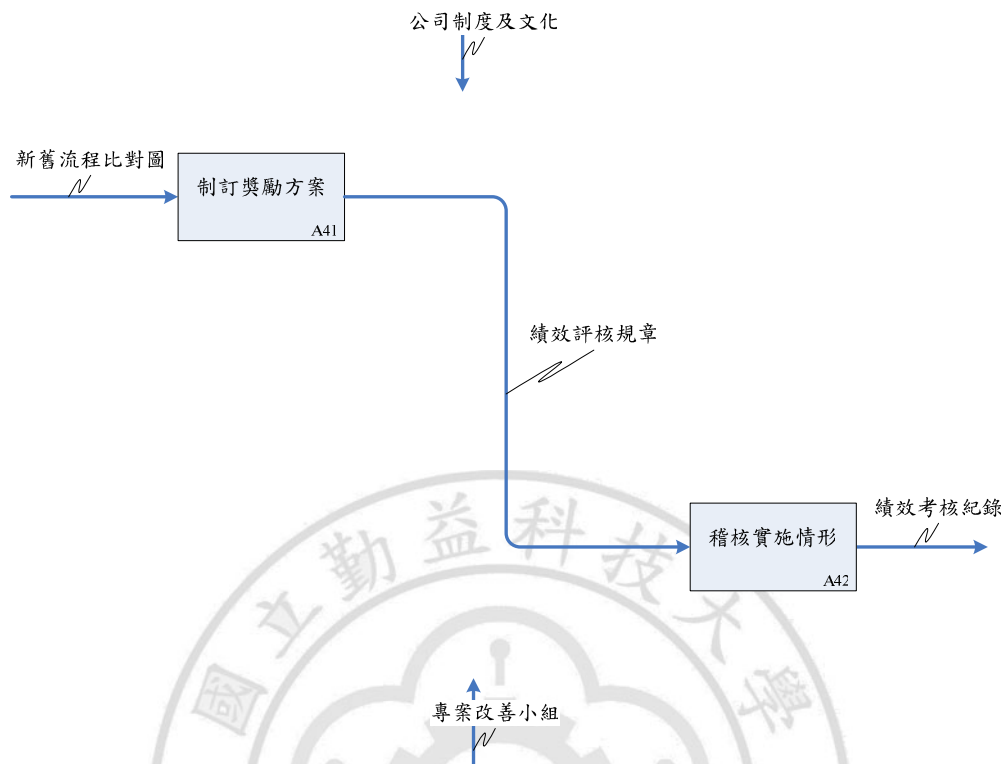 公司制度及文化
新舊流程比對圖
制訂獎勵方案
A41
績效評核規章
績效考核紀錄
稽核實施情形
A42
國立勤益科技大學
專案改善小組